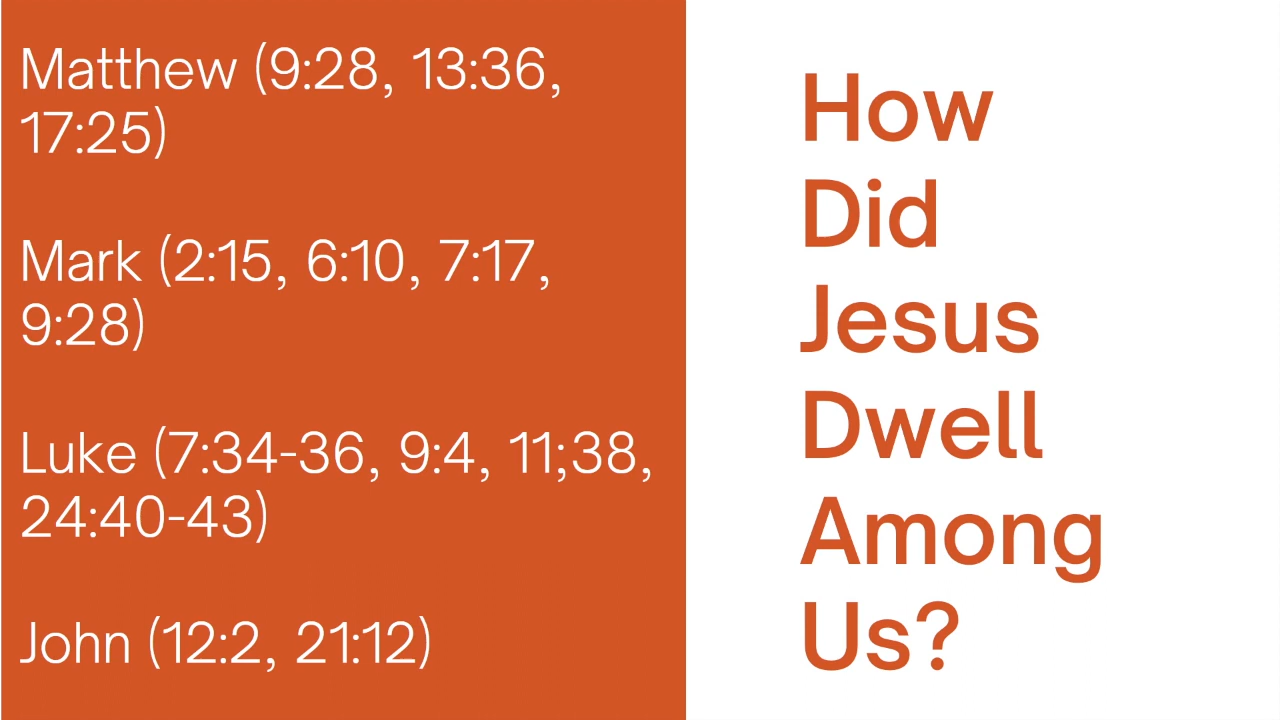 Matthew (9:28, 13:36,
17:25)
Mark (2:15, 6:10, 7:17,
9:28)
Luke (7:34-36, 9:4, 11;38,
24:40-43)
John (12:2, 21:12)
How
Did
Jesus
Dwell
Among
Us?